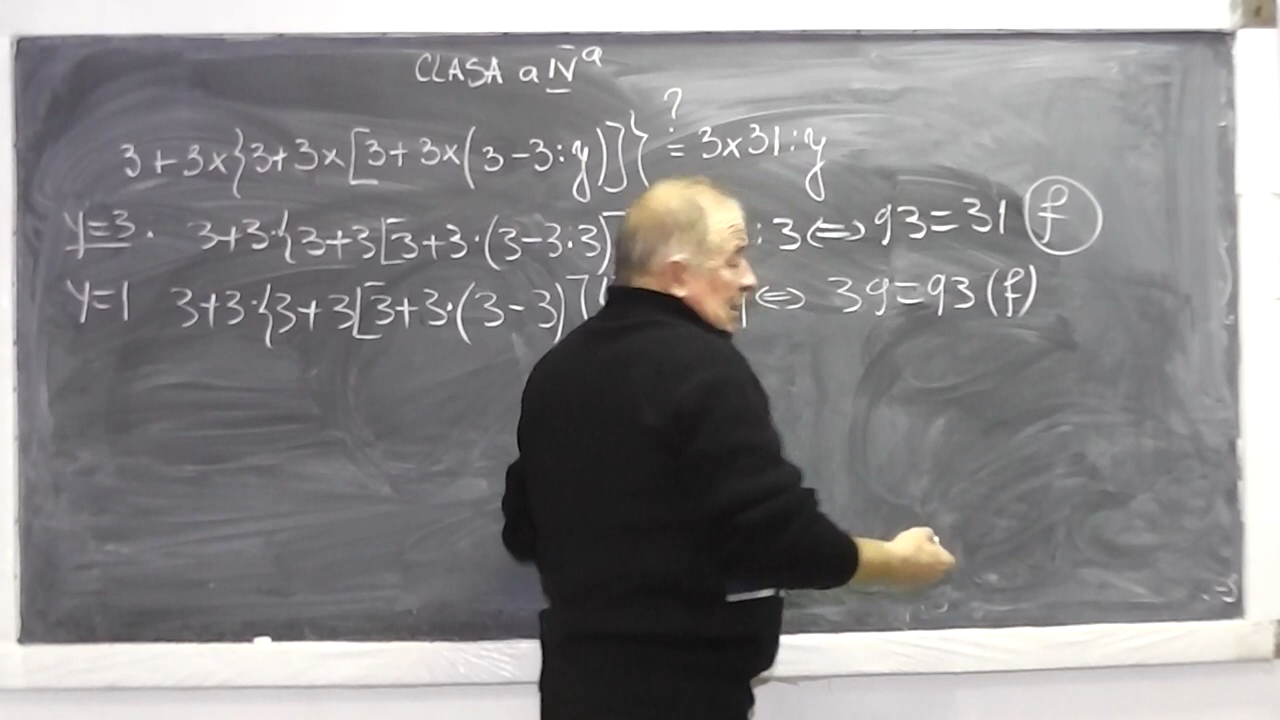 CLASA a IV a
3+3x{3+3x[3+3x(3-3:y)]} ?= 3x31:y
y=3. 3+3·{3+3[3+3·(3-3:3) :3⇔93=31 (f)
y=1 3+3·{3+3[3+3·(3-3)] ⇔ 39=93 (f)